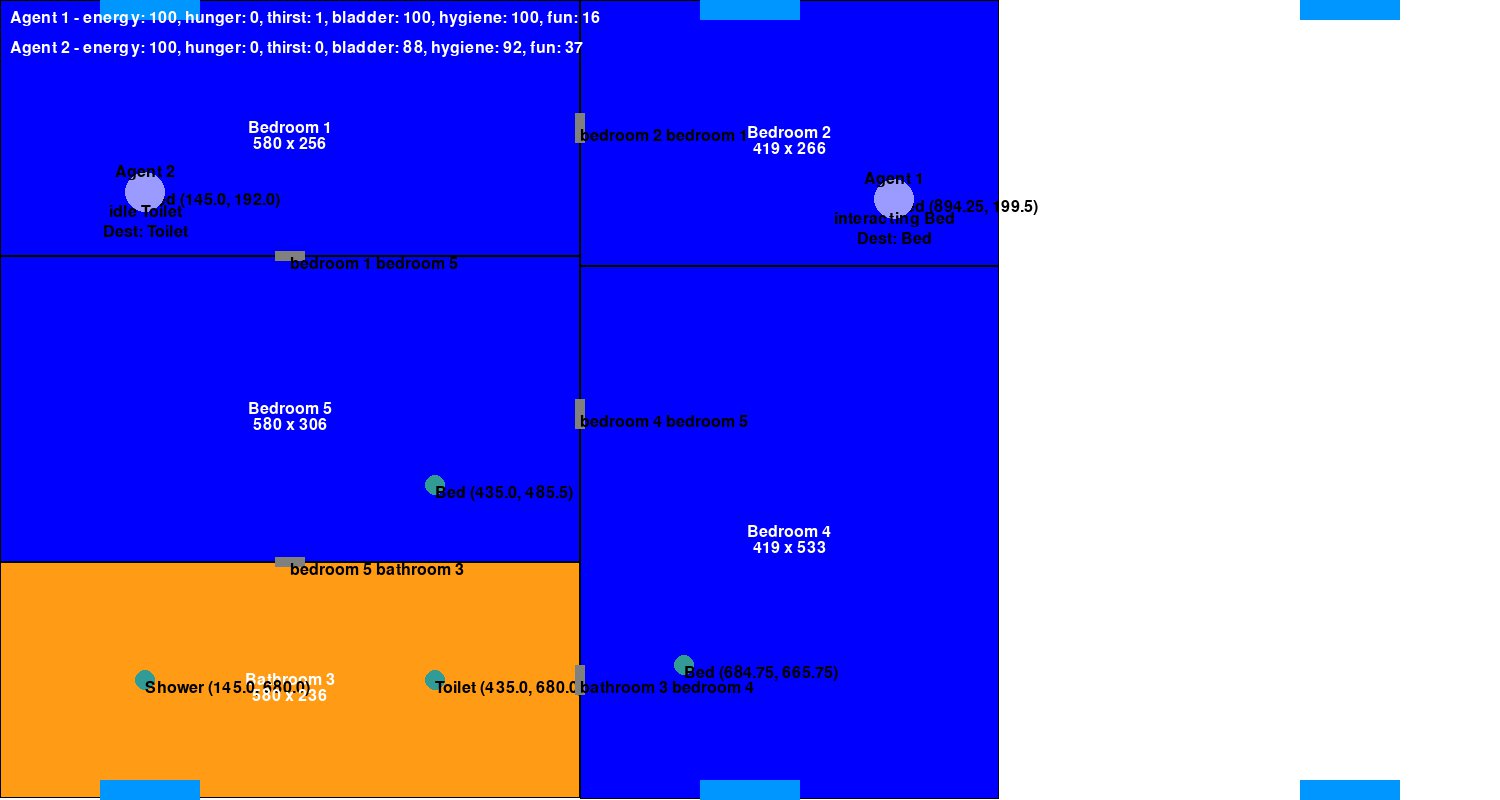 Agent 1 - energy: 100, hunger: 0, thirst: 1, bladder: 100, hygiene: 100, fun: 16
Agent 2 - energy: 100, hunger: 0, thirst: 0, bladder: 88, hygiene: 92, fun: 37
Bedroom 1
580 x 256
bedroom 2 bedroom 1
Bedroom 2
419 x 266
Agent 2
(145.0, 192.0)
idle Toilet
Dest: Toilet
Agent 1
(894.25, 199.5)
interacting Bed
Dest: Bed
bedroom 1 bedroom 5
Bedroom 5
580 x 306
bedroom 4 bedroom 5
Bed (435.0, 485.5)
Bedroom 4
419 x 533
bedroom 5 bathroom 3
Bathroom 3
580 x 236
Shower (145.0, 680.0)
Toilet (435.0, 680.0
bathroom 3 bedroom 4
Bed (684.75, 665.75)